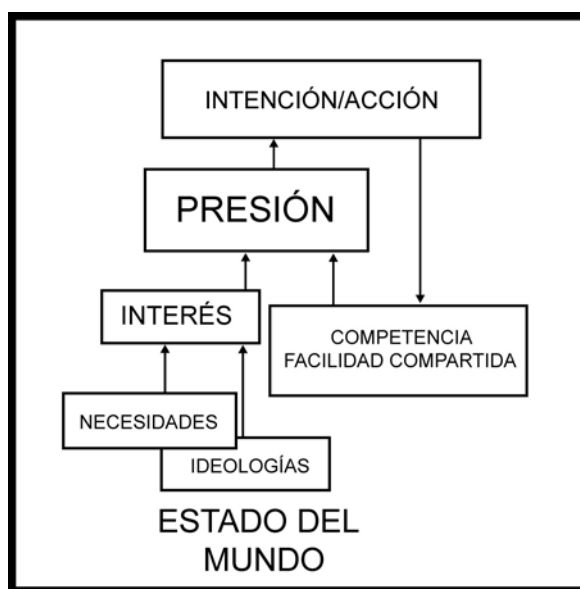 INTENCIÓN/ACCIÓN
PRESIÓN
INTERÉS
COMPETENCIA
FACILIDAD COMPARTIDA
NECESIDADES
IDEOLOGÍAS
ESTADO DEL
MUNDO